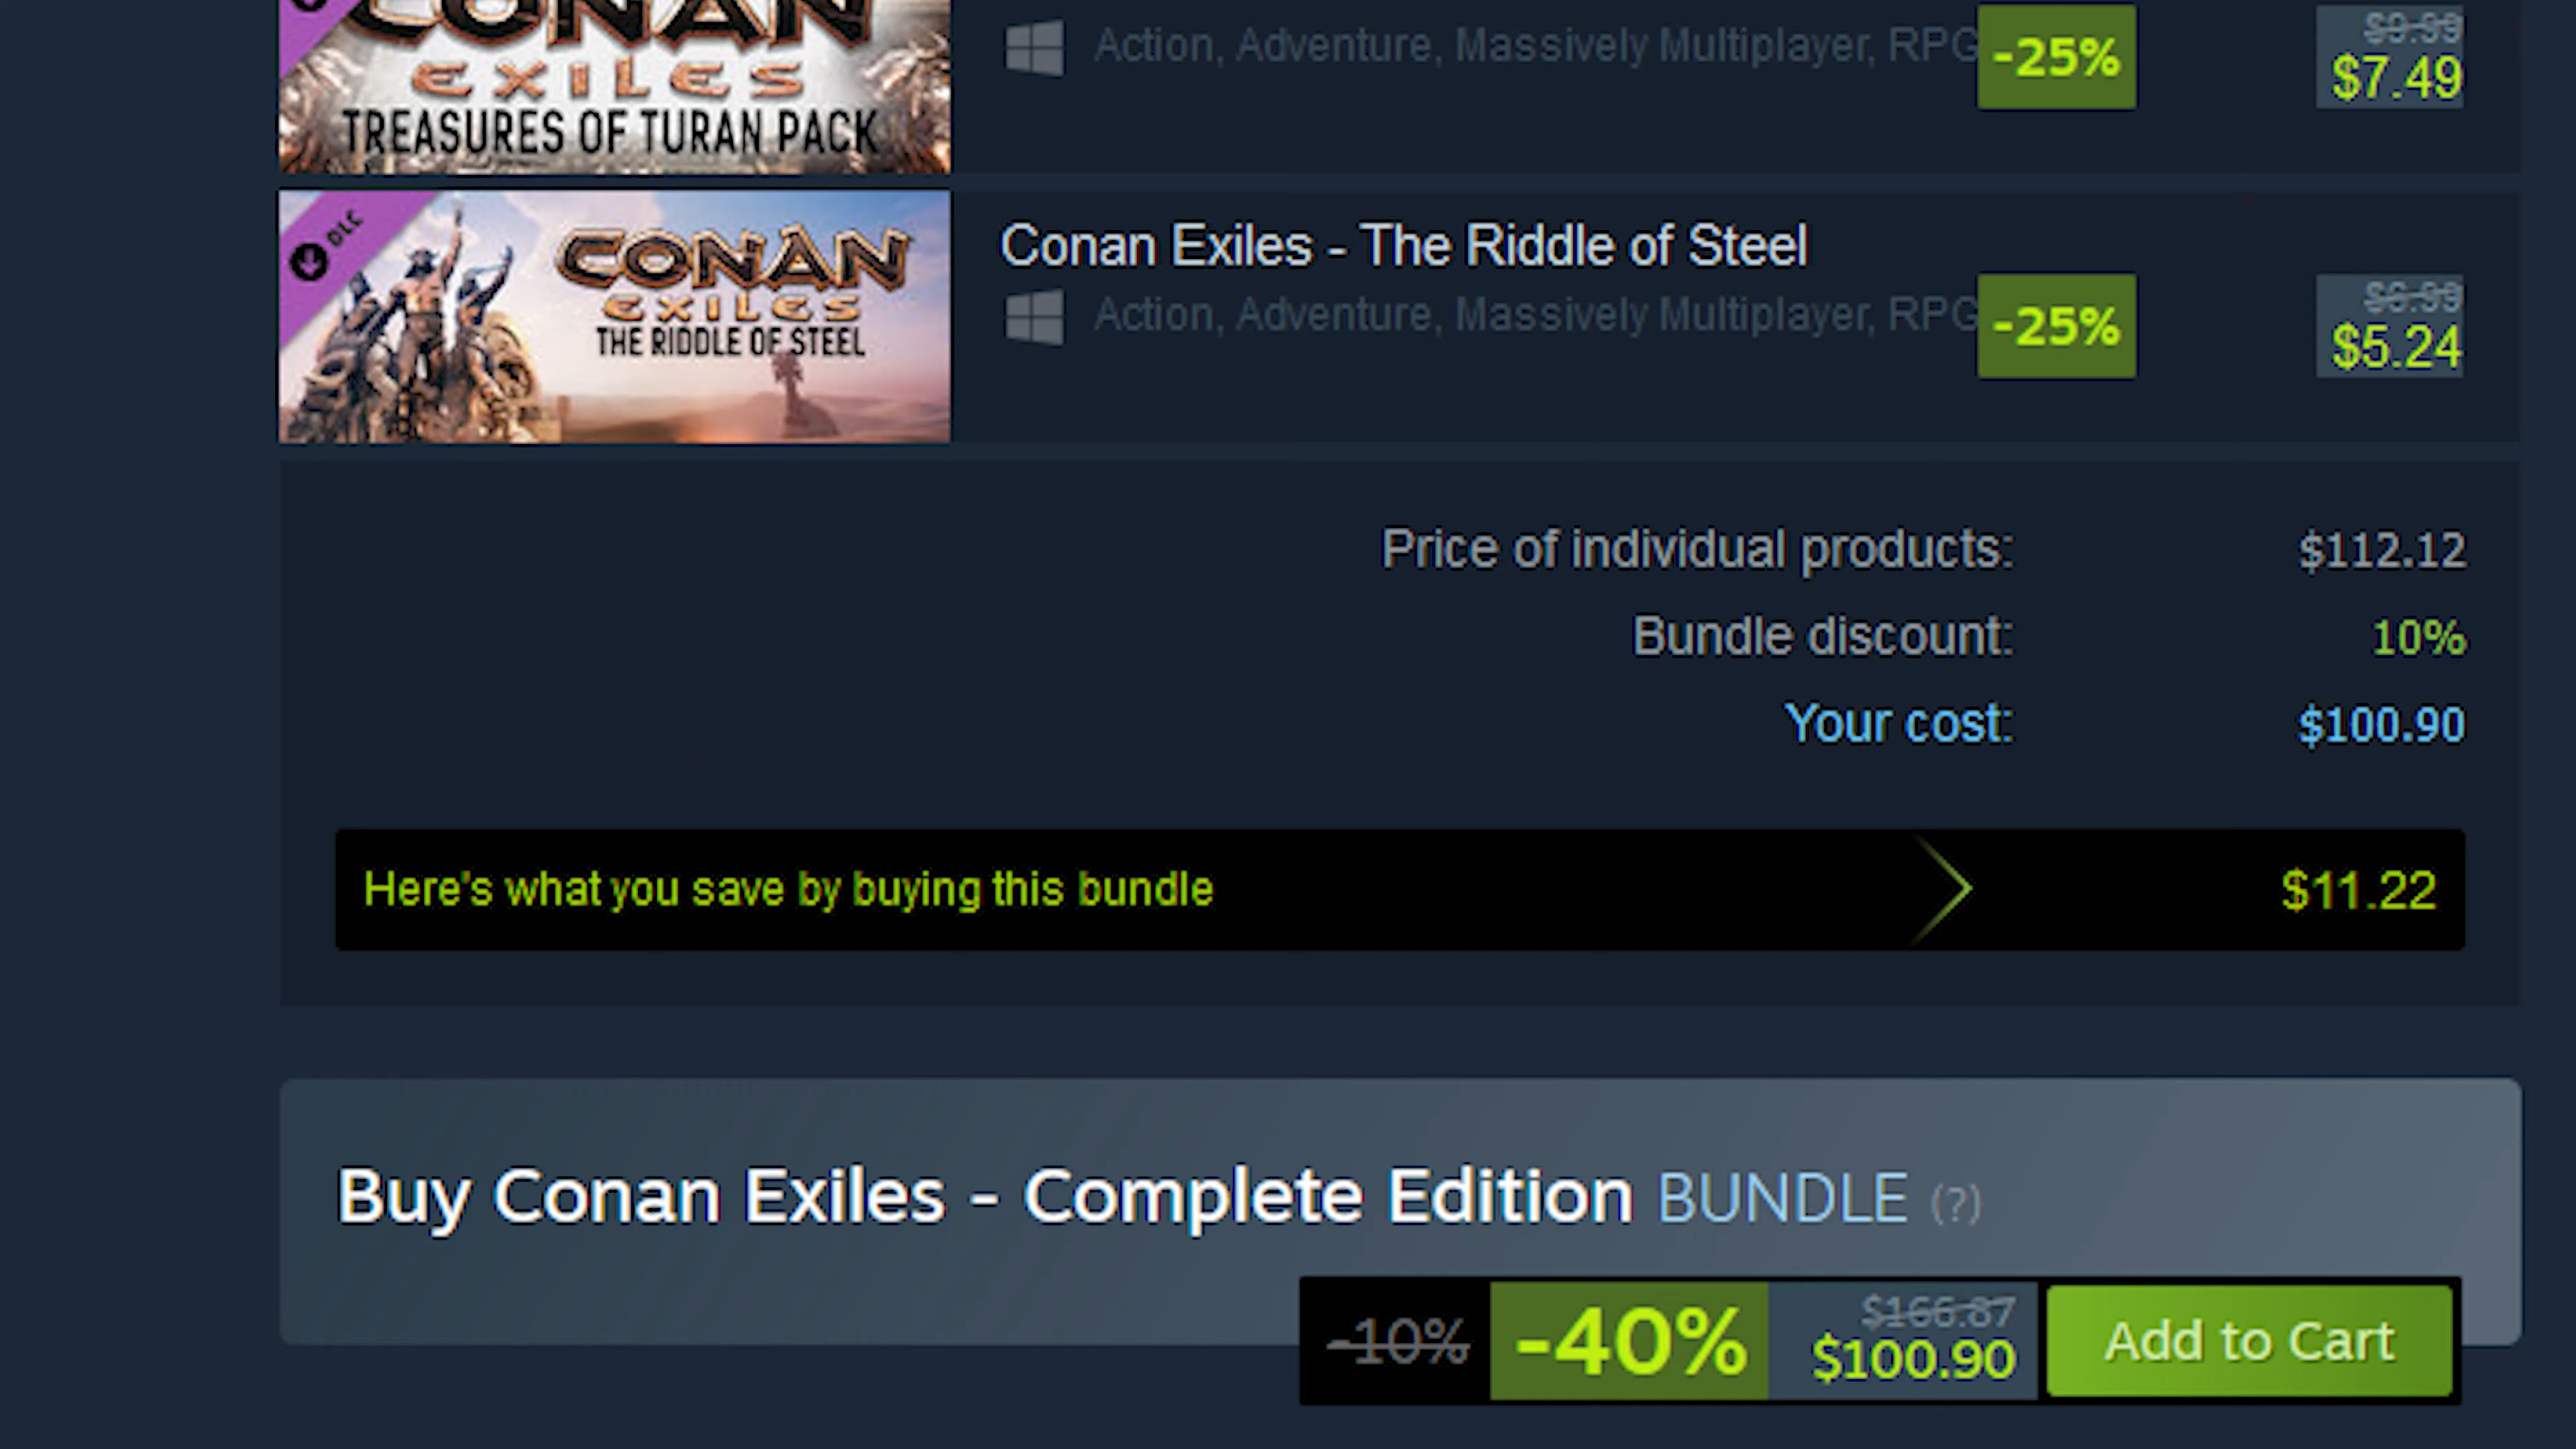 CONAN
EXILES
TREASURES OF TURAN PACK
Action, Adventure, Massively Multiplayer, RPG
-25%
$9.99
$7.49
DLC
CONAN
EXILES
THE RIDDLE OF STEEL
Conan Exiles - The Riddle of Steel
Action, Adventure, Massively Multiplayer, RPG
-25%
$6.99
$5.24
Price of individual products: $112.12
Bundle discount: 10%
Your cost: $100.90
Here's what you save by buying this bundle $11.22
Buy Conan Exiles - Complete Edition BUNDLE (?)
-10% -40%
$166.87
$100.90
Add to Cart